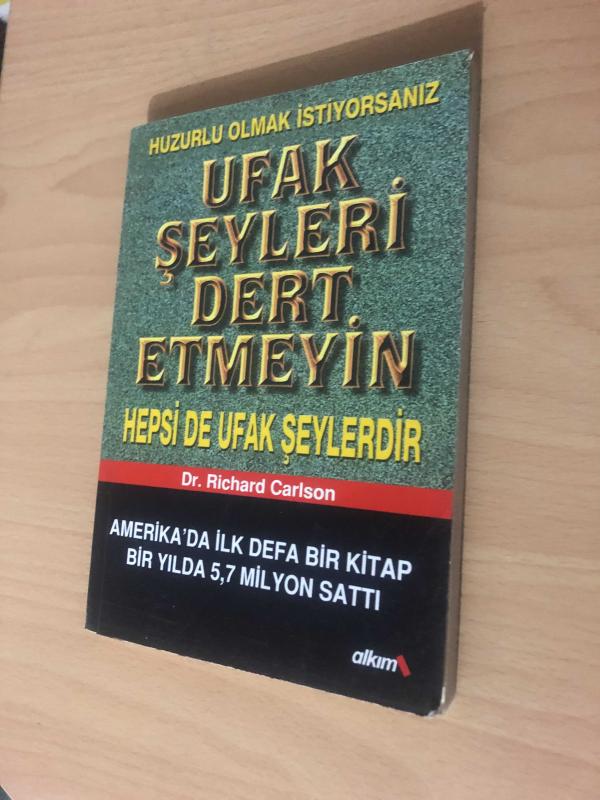 HUZURLU OLMAK İSTİYORSANIZ
UFAK
ŞEYLERİ
DERT
ETMEYİN
HEPSİ DE UFAK ŞEYLERDİR
Dr. Richard Carlson
AMERİKA'DA İLK DEFA BİR KİTAP
BİR YILDA 5,7 MİLYON SATTI
alkım